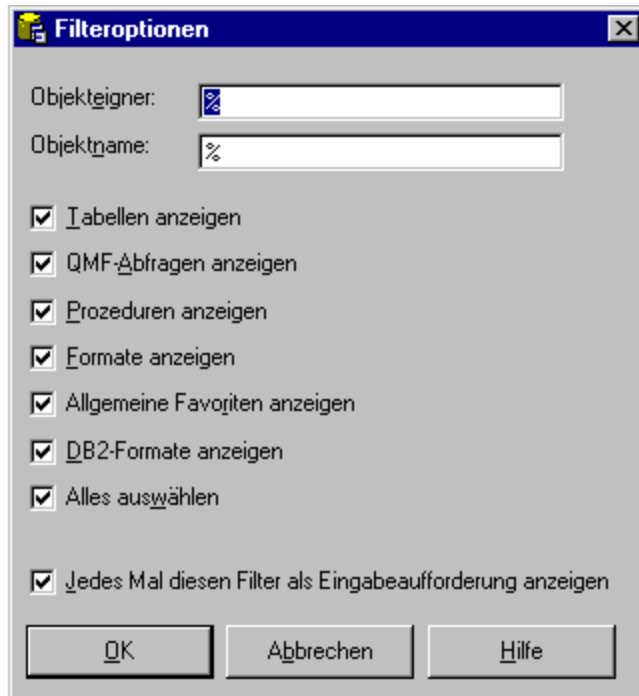 Filteroptionen
Objekteigner: %
Objektname: %
Tabellen anzeigen
QMF-Abfragen anzeigen
Prozeduren anzeigen
Formate anzeigen
Allgemeine Favoriten anzeigen
DB2-Formate anzeigen
Alles auswählen
Jedes Mal diesen Filter als Eingabeaufforderung anzeigen
OK Abbrechen Hilfe